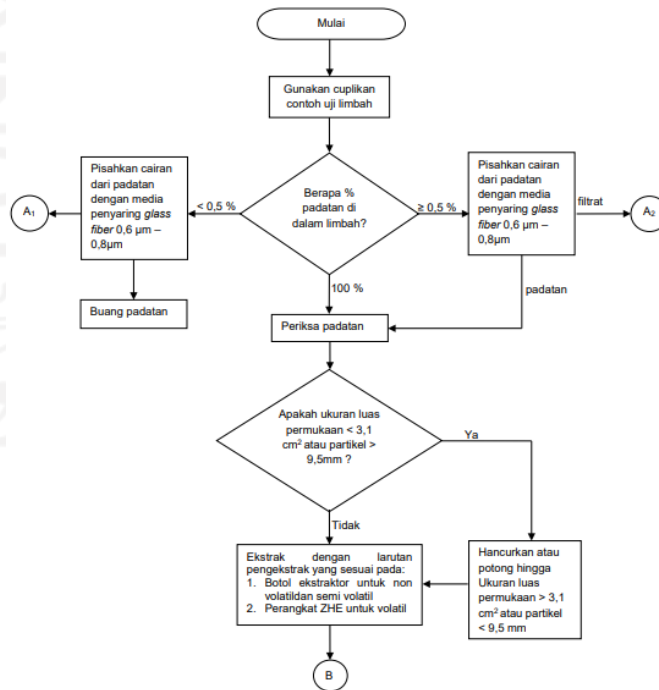 Mulai
Gunakan cuplikan
contoh uji limbah
Pisahkan cairan
dari padatan
dengan media
penyaring glass
fiber 0,6 µm –
0,8µm
< 0,5 %
A₁
Buang padatan
Berapa %
padatan di
dalam limbah?
≥ 0,5 %
Pisahkan cairan
dari padatan
dengan media
penyaring glass
fiber 0,6 µm –
0,8µm
filtrat
A₂
100 %
padatan
Periksa padatan
Apakah ukuran luas
permukaan < 3,1
cm² atau partikel >
9,5mm ?
Ya
Tidak
Ekstrak dengan larutan
pengekstrak yang sesuai pada:
1. Botol ekstraktor untuk non
volatildan semi volatil
2. Perangkat ZHE untuk volatil
Hancurkan atau
potong hingga
Ukuran luas
permukaan > 3,1
cm² atau partikel
< 9,5 mm
B